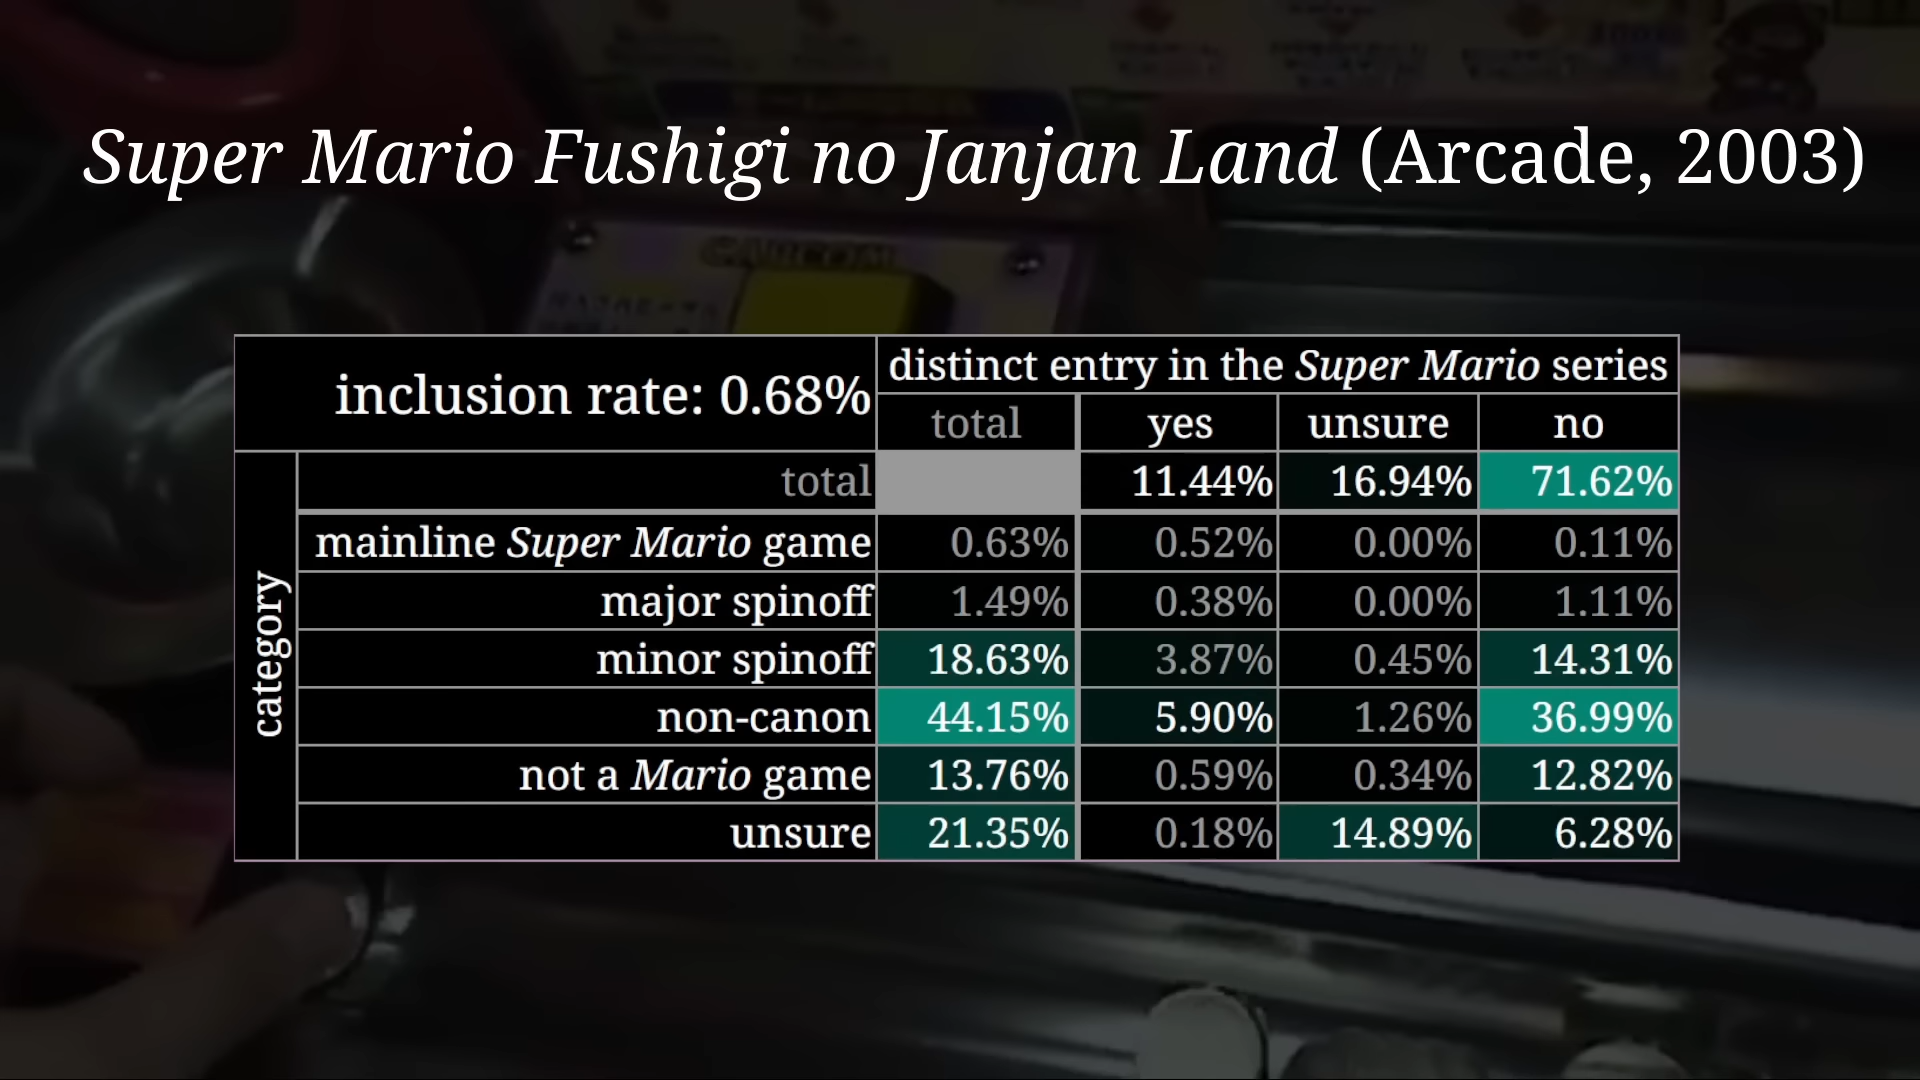 Super Mario Fushigi no Janjan Land (Arcade, 2003)
CAPCOM
inclusion rate: 0.68%
distinct entry in the Super Mario series
total yes unsure no
category
total 11.44% 16.94% 71.62%
mainline Super Mario game 0.63% 0.52% 0.00% 0.11%
major spinoff 1.49% 0.38% 0.00% 1.11%
minor spinoff 18.63% 3.87% 0.45% 14.31%
non-canon 44.15% 5.90% 1.26% 36.99%
not a Mario game 13.76% 0.59% 0.34% 12.82%
unsure 21.35% 0.18% 14.89% 6.28%